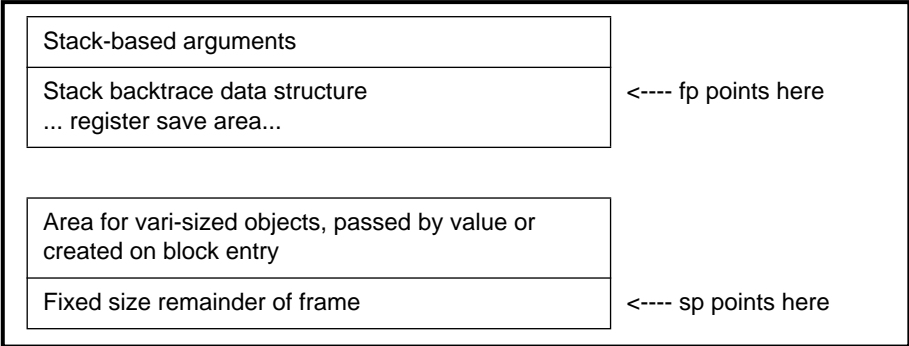 Stack-based arguments
Stack backtrace data structure <---- fp points here
... register save area...
Area for vari-sized objects, passed by value or
created on block entry
Fixed size remainder of frame <---- sp points here